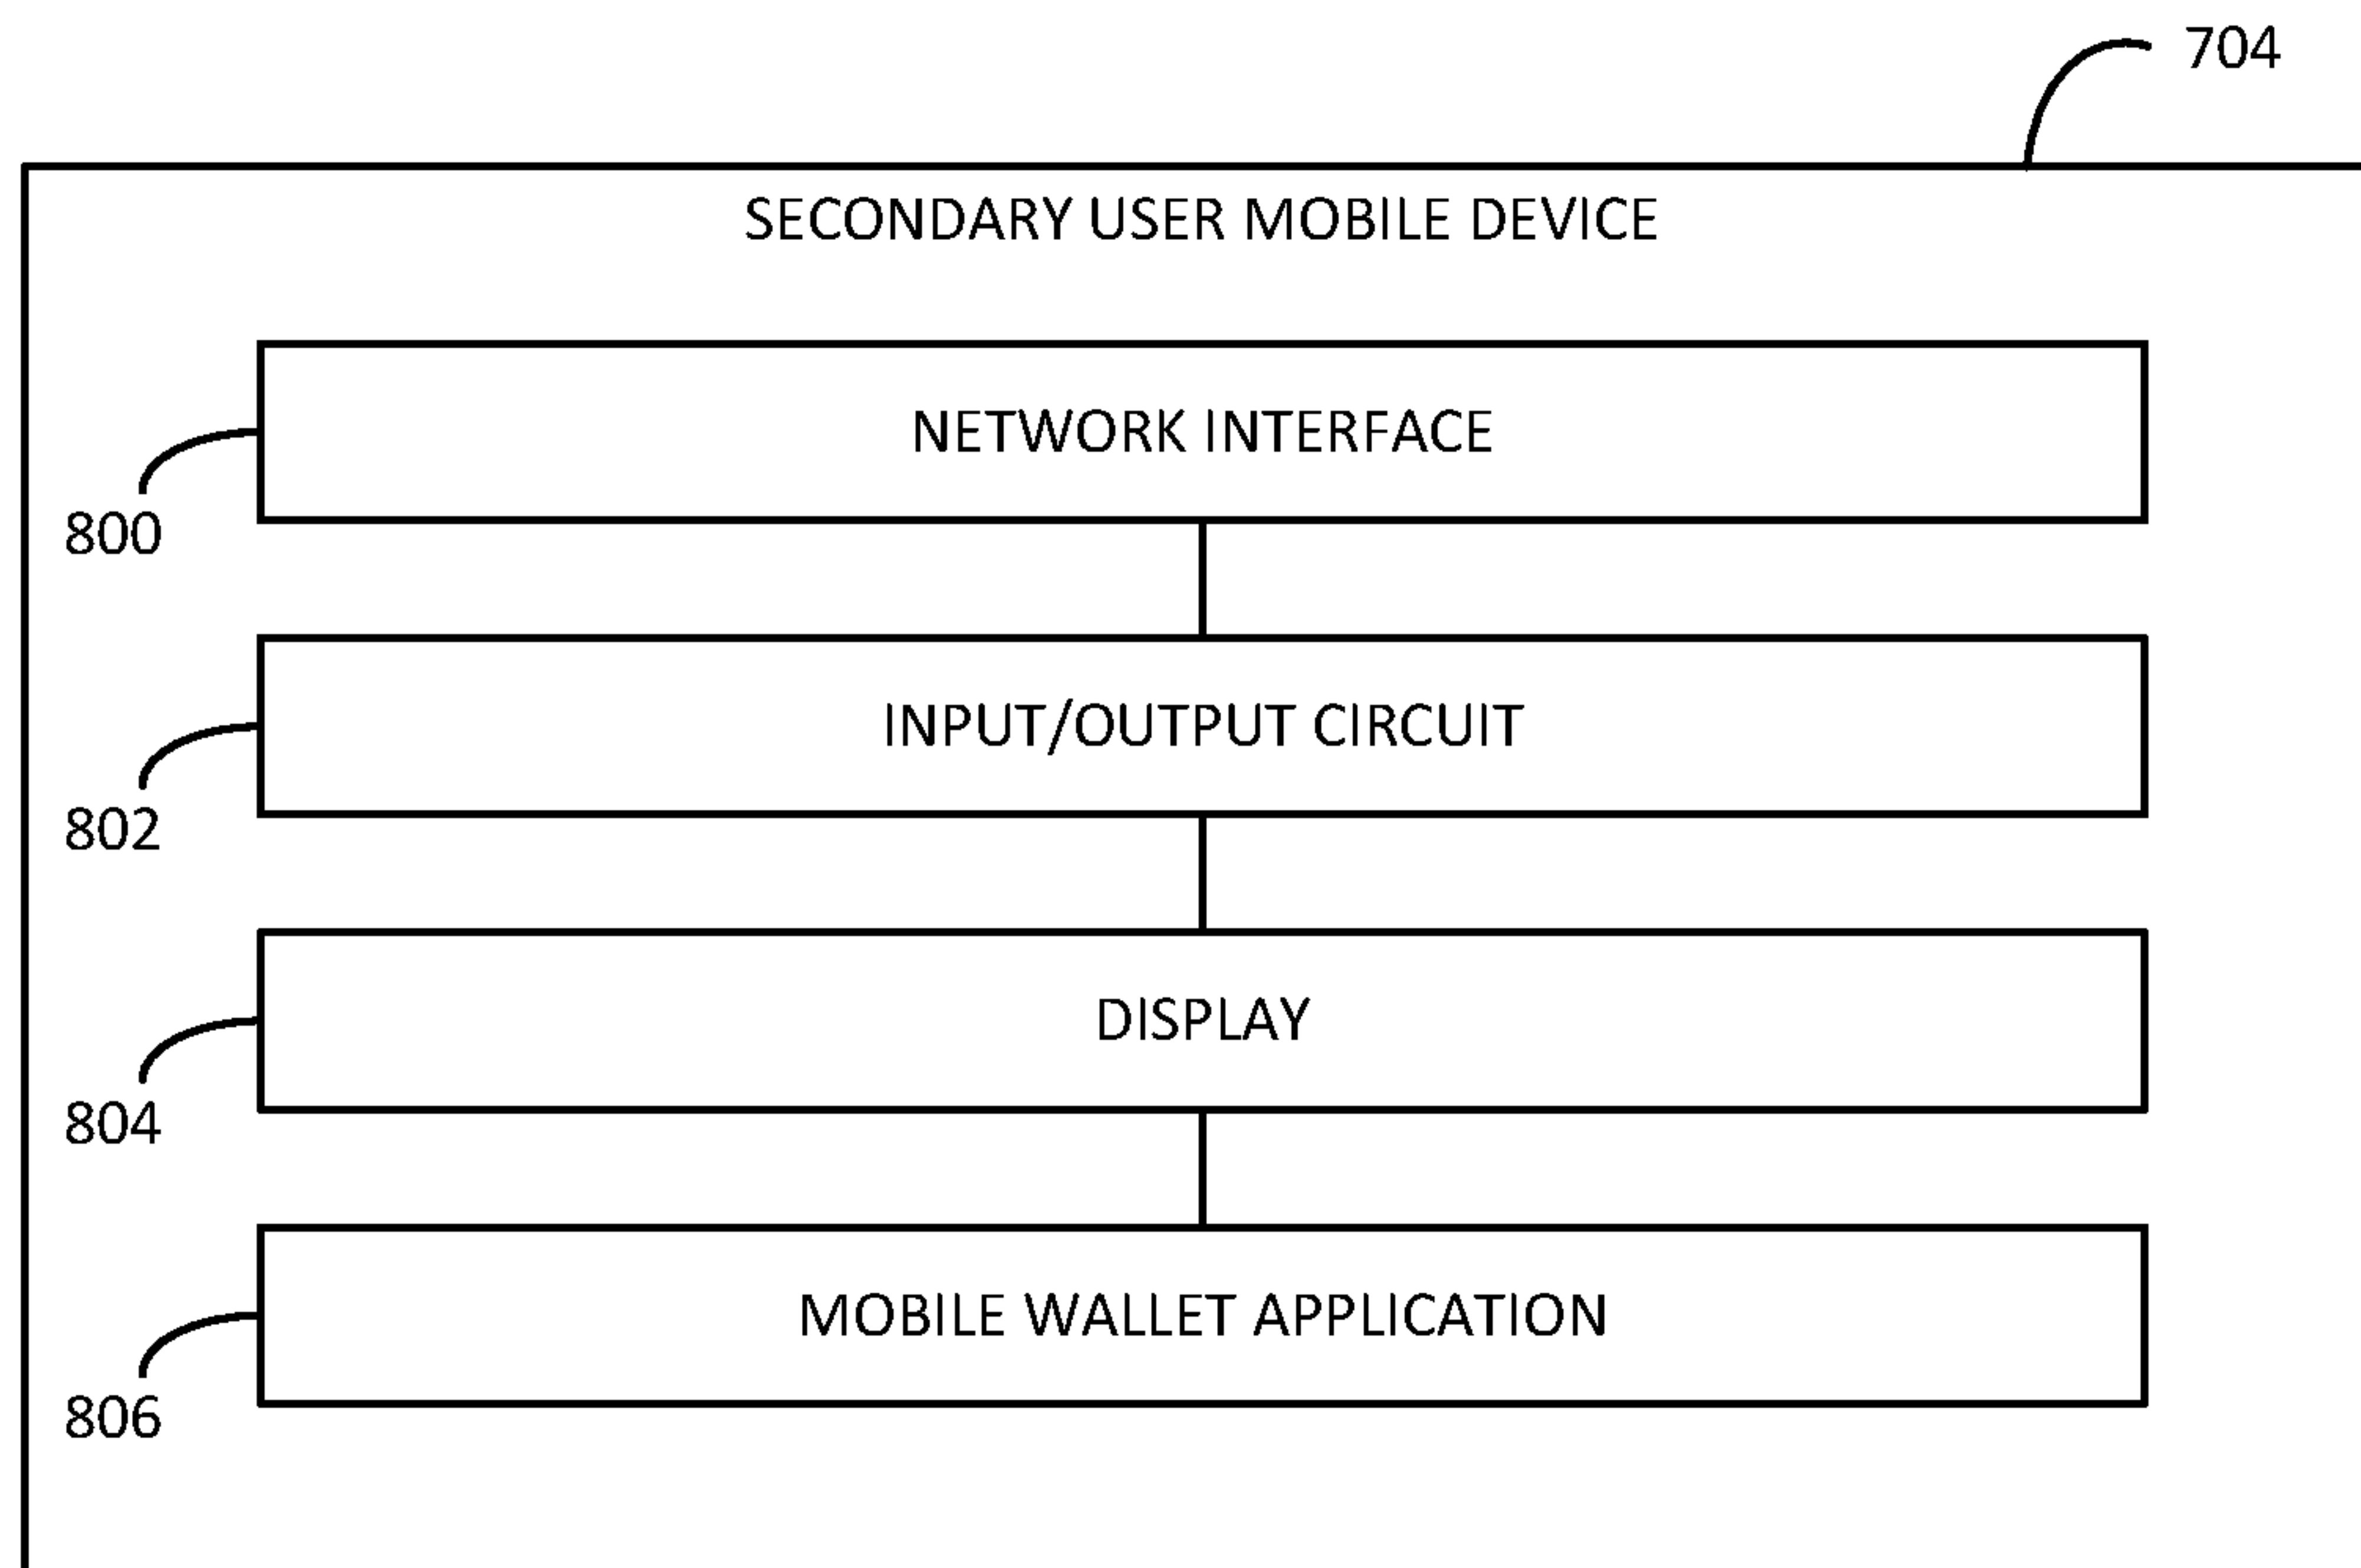 704
SECONDARY USER MOBILE DEVICE
NETWORK INTERFACE
800
INPUT/OUTPUT CIRCUIT
802
DISPLAY
804
MOBILE WALLET APPLICATION
806